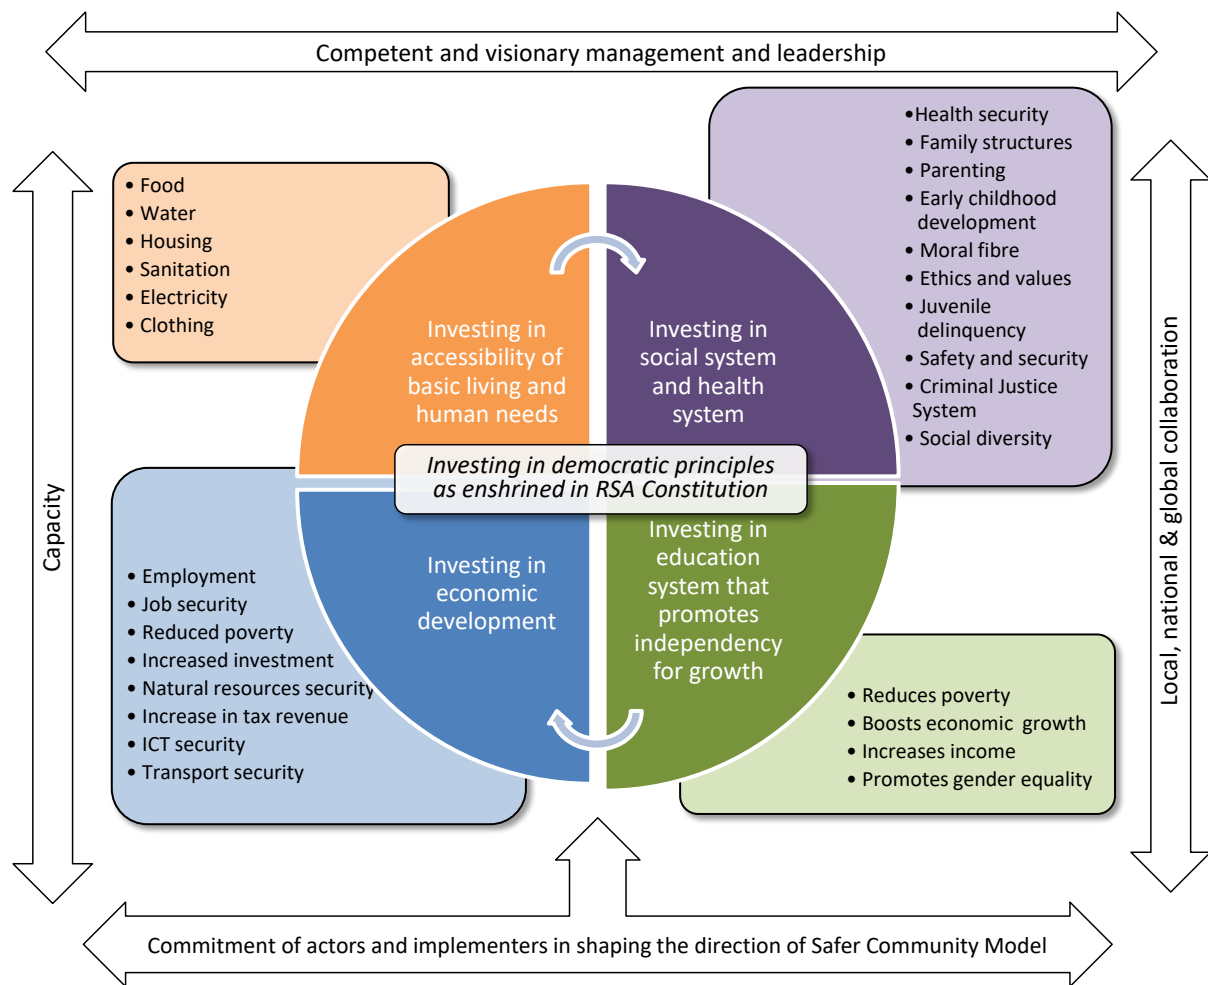 Competent and visionary management and leadership
• Food
• Water
• Housing
• Sanitation
• Electricity
• Clothing
•Health security
• Family structures
• Parenting
• Early childhood
development
• Moral fibre
• Ethics and values
• Juvenile
delinquency
• Safety and security
• Criminal Justice
System
• Social diversity
Investing in
accessibility of
basic living and
human needs
Investing in
social system
and health
system
Investing in democratic principles
as enshrined in RSA Constitution
Capacity
Local, national & global collaboration
• Employment
• Job security
• Reduced poverty
• Increased investment
• Natural resources security
• Increase in tax revenue
• ICT security
• Transport security
Investing in
economic
development
Investing in
education
system that
promotes
independency
for growth
• Reduces poverty
• Boosts economic growth
• Increases income
• Promotes gender equality
Commitment of actors and implementers in shaping the direction of Safer Community Model